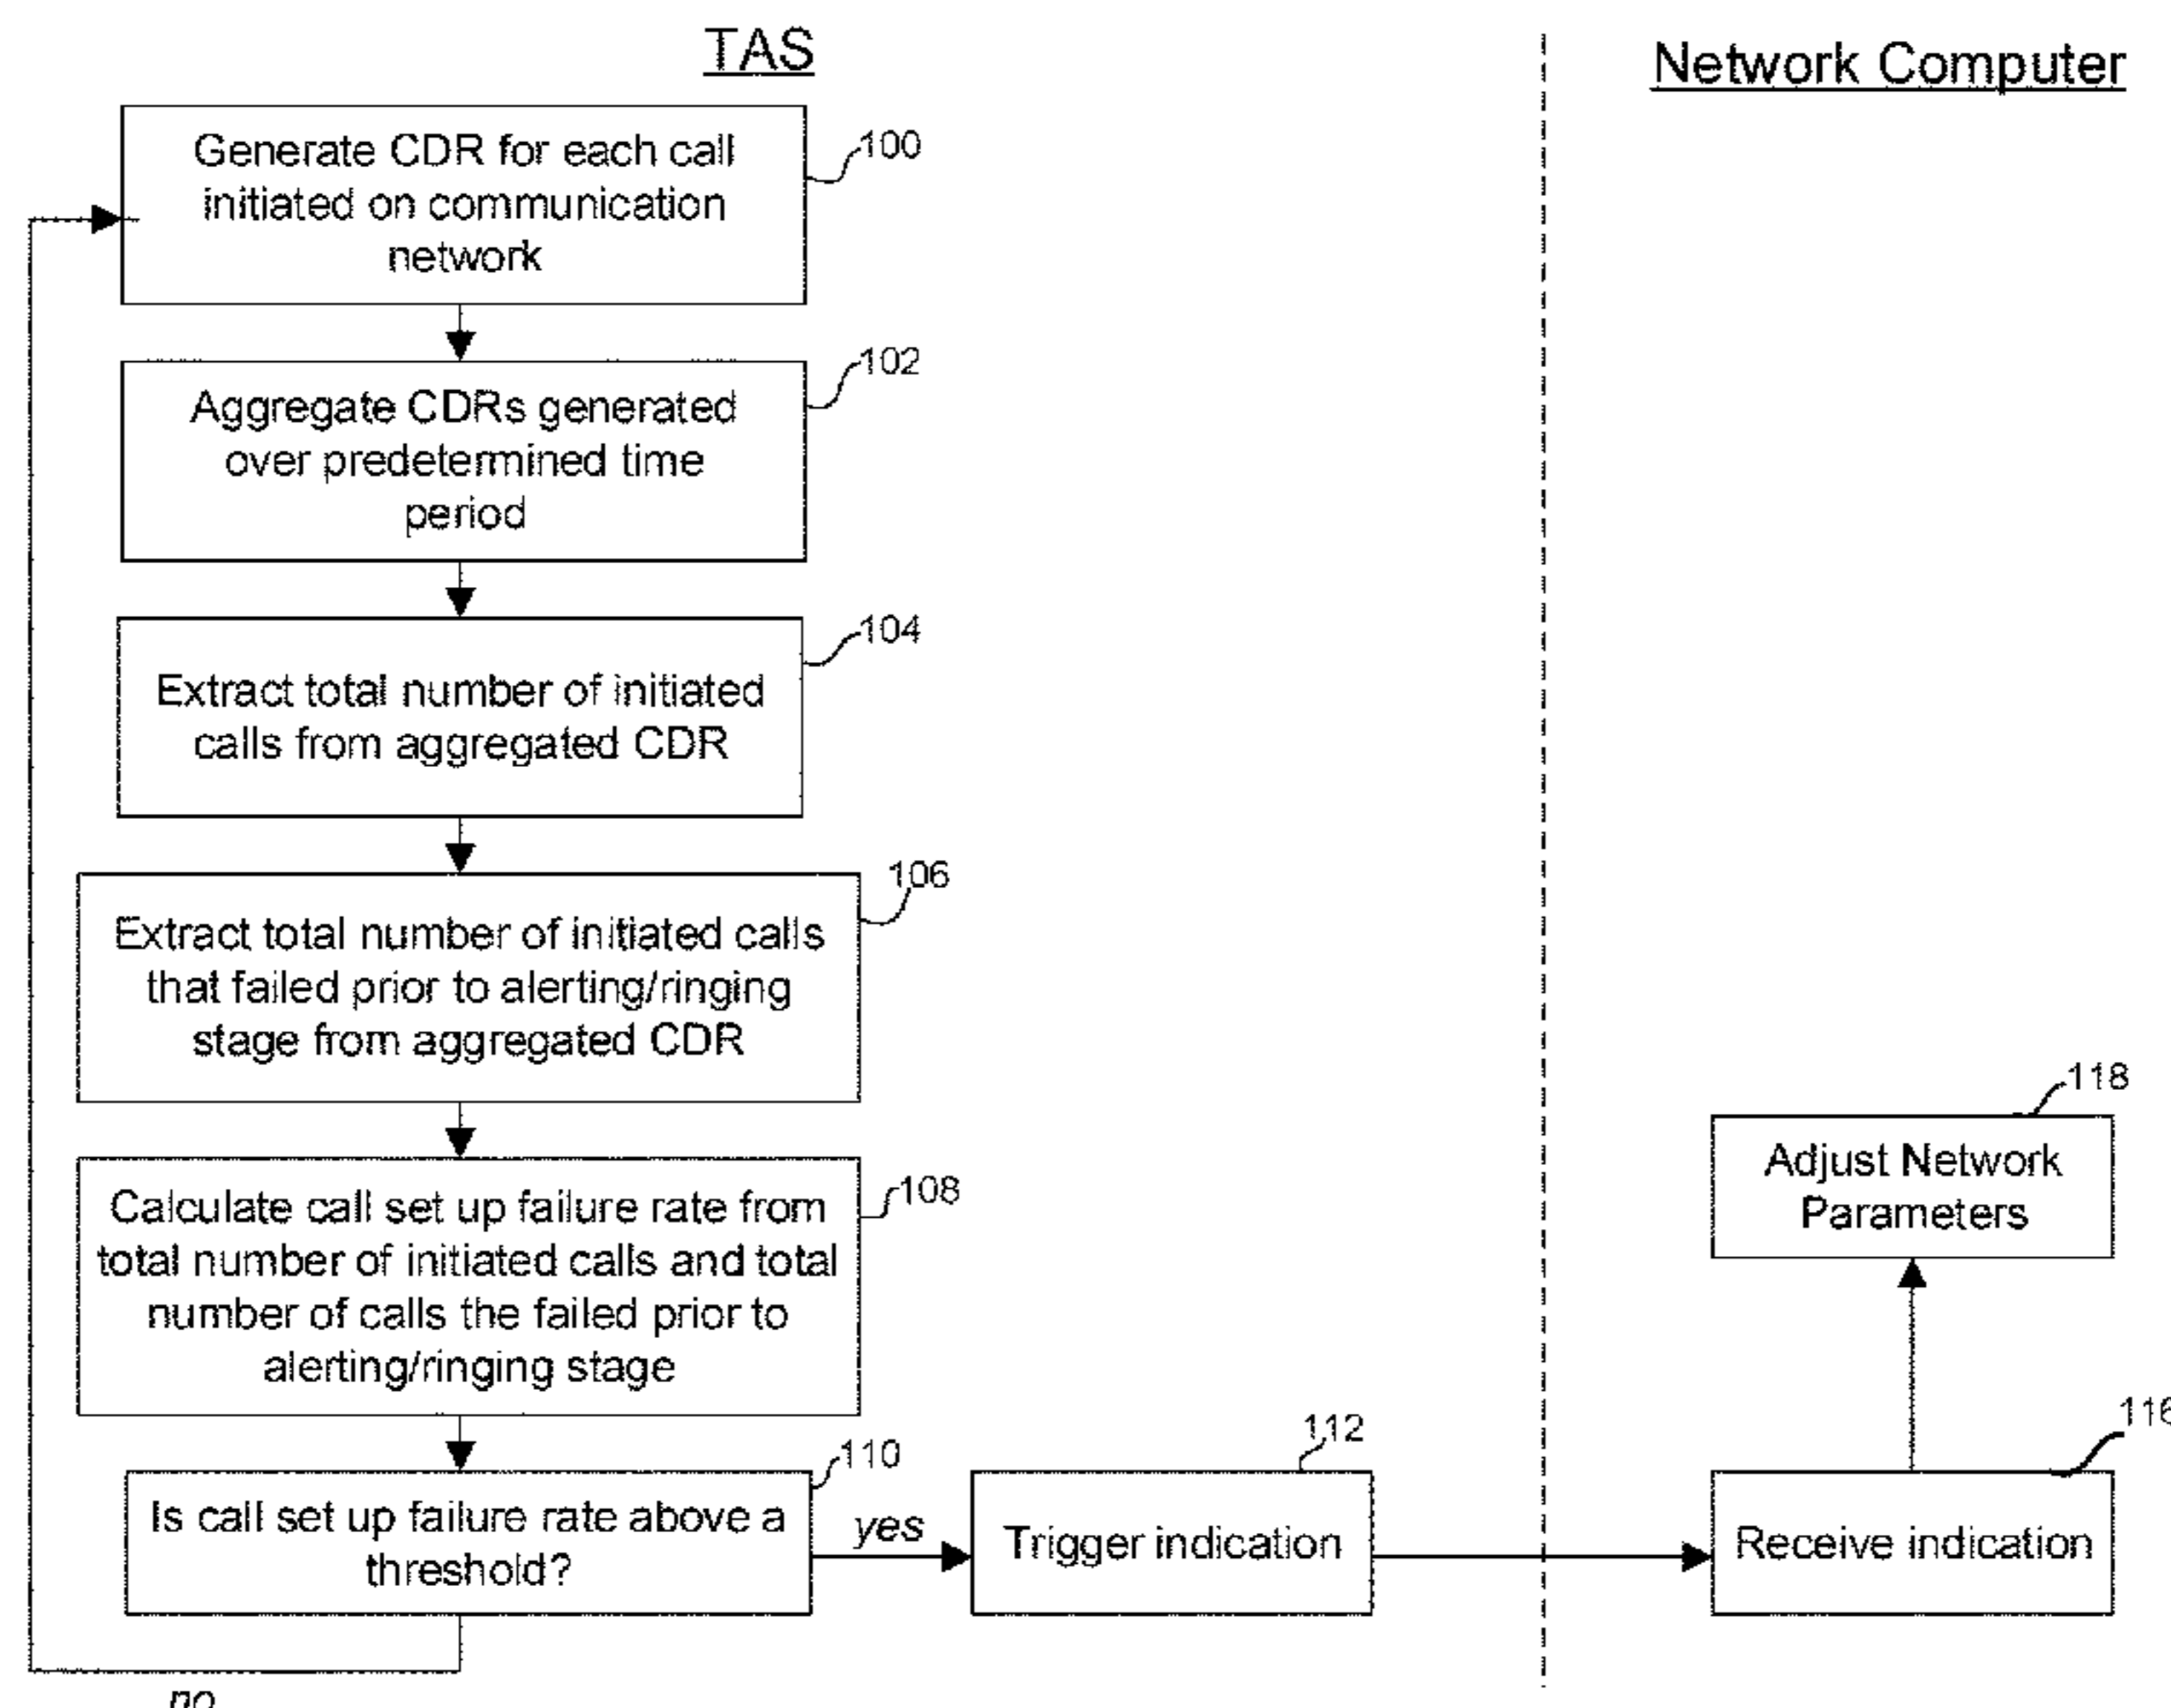 TAS
Network Computer
Generate CDR for each call
initiated on communication
network
100
Aggregate CDRs generated
over predetermined time
period
102
Extract total number of initiated
calls from aggregated CDR
104
Extract total number of initiated calls
that failed prior to alerting/ringing
stage from aggregated CDR
106
Calculate call set up failure rate from
total number of initiated calls and total
number of calls the failed prior to
alerting/ringing stage
108
Is call set up failure rate above a
threshold?
110
yes
no
Trigger indication
112
Receive indication
116
Adjust Network
Parameters
118